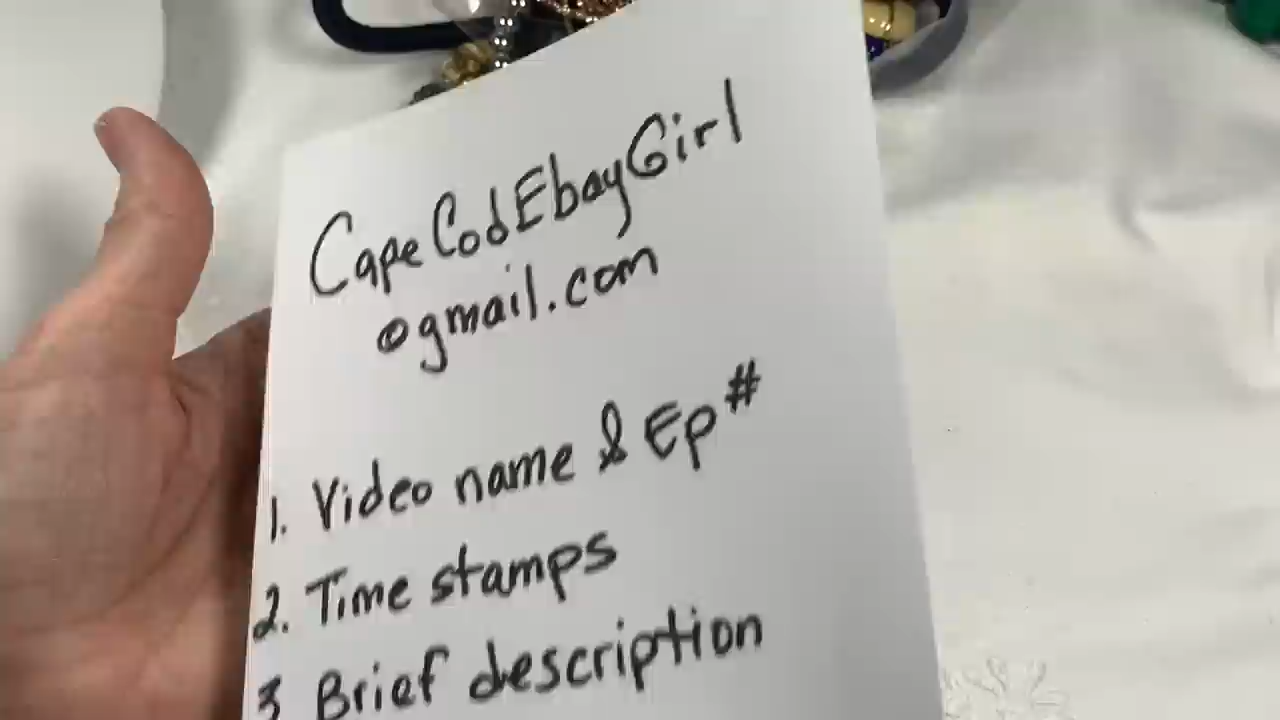 CapeCodEbayGirl
@gmail.com
1. Video name & Ep#
2. Time stamps
3 Brief description